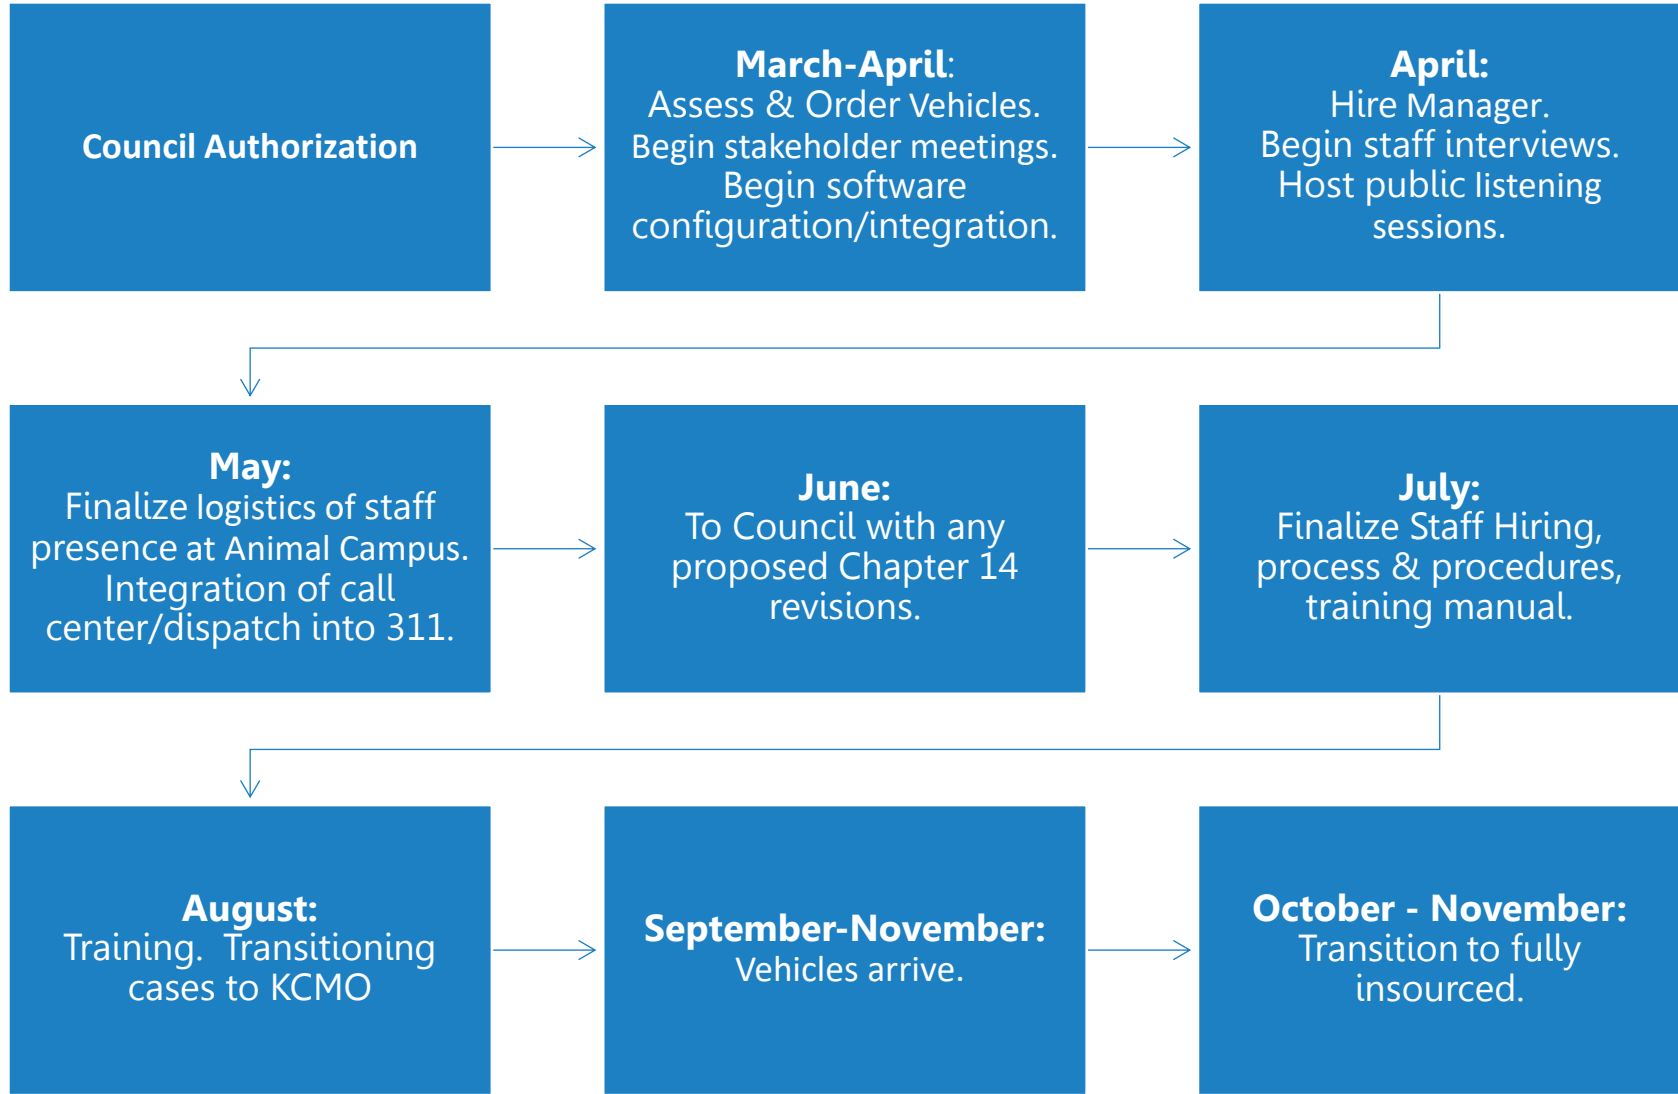 Council Authorization
March-April:
Assess & Order Vehicles.
Begin stakeholder meetings.
Begin software
configuration/integration.
April:
Hire Manager.
Begin staff interviews.
Host public listening
sessions.
May:
Finalize logistics of staff
presence at Animal Campus.
Integration of call
center/dispatch into 311.
June:
To Council with any
proposed Chapter 14
revisions.
July:
Finalize Staff Hiring,
process & procedures,
training manual.
August:
Training.  Transitioning
cases to KCMO
September-November:
Vehicles arrive.
October - November:
Transition to fully
insourced.